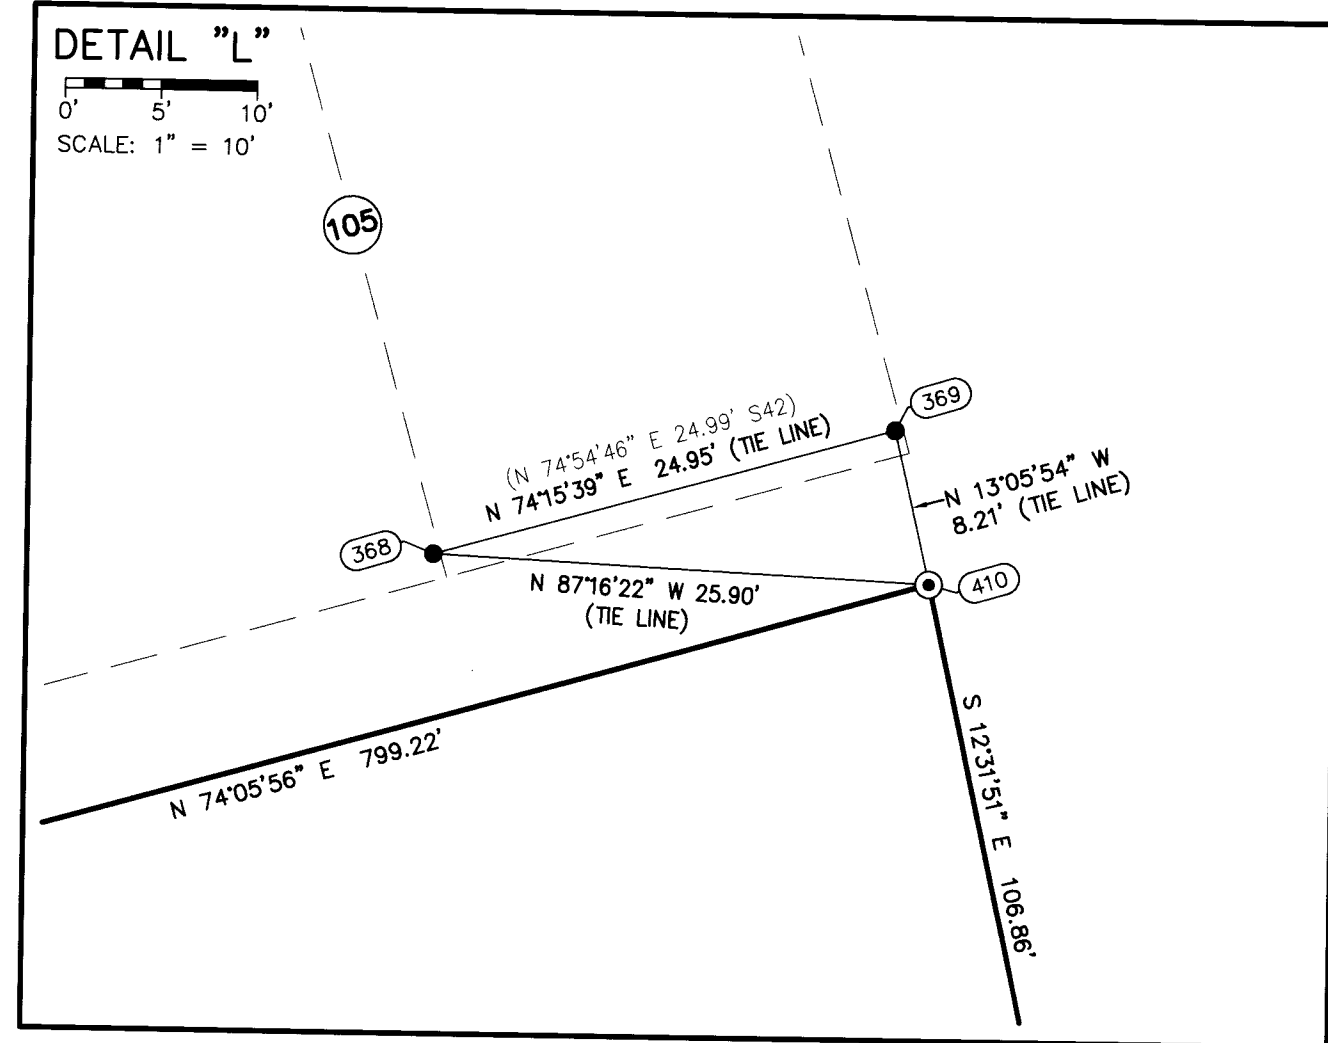 DETAIL "L"
0' 5' 10'
SCALE: 1" = 10'
105
369
(N 74°54'46" E 24.99' S42)
N 74°15'39" E 24.95' (TIE LINE)
N 13°05'54" W
8.21' (TIE LINE)
368
N 87°16'22" W 25.90'
(TIE LINE)
410
N 74°05'56" E 799.22'
S 12°31'51" E 106.86'